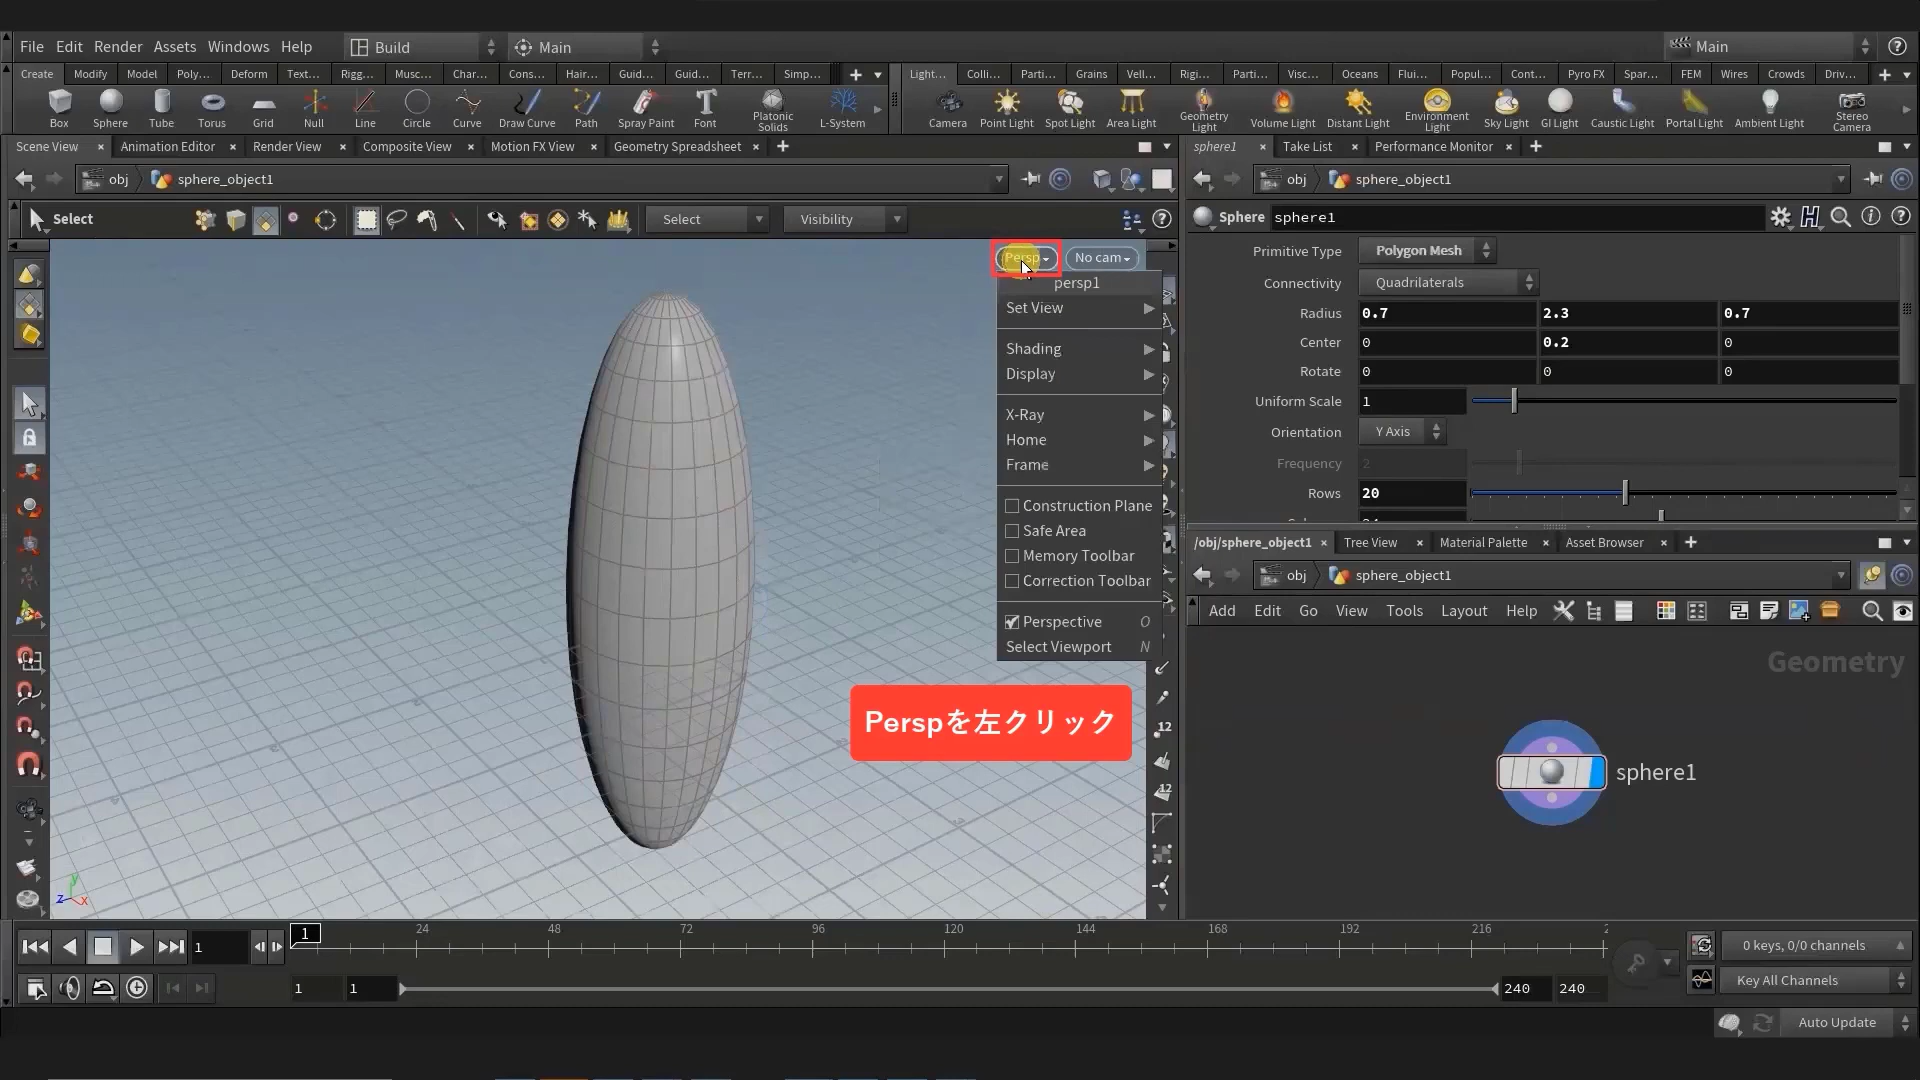 File Edit Render Assets Windows Help Build Main Main
Create Modify Model Poly... Deform Text... Rigg... Musc... Char... Cons... Hair... Guid... Guid... Terr... Simp... Light... Colli... Parti... Grains Vell... Rigi... Parti... Visc... Oceans Flui... Popul... Cont... Pyro FX Spar... FEM Wires Crowds Driv...
Box Sphere Tube Torus Grid Null Line Circle Curve Draw Curve Path Spray Paint Font Platonic Solids L-System Camera Point Light Spot Light Area Light Geometry Light Volume Light Distant Light Environment Light Sky Light GI Light Caustic Light Portal Light Ambient Light Stereo Camera
Scene View Animation Editor Render View Composite View Motion FX View Geometry Spreadsheet
obj sphere_object1
Select Select Visibility
Persp No cam
persp1
Set View
Shading
Display
X-Ray
Home
Frame
Construction Plane
Safe Area
Memory Toolbar
Correction Toolbar
Perspective O
Select Viewport N
Perspを左クリック
12
12
y
z x
sphere1 Take List Performance Monitor
obj sphere_object1
Sphere sphere1
Primitive Type Polygon Mesh
Connectivity Quadrilaterals
Radius 0.7 2.3 0.7
Center 0 0.2 0
Rotate 0 0 0
Uniform Scale 1
Orientation Y Axis
Frequency 2
Rows 20
/obj/sphere_object1 Tree View Material Palette Asset Browser
obj sphere_object1
Add Edit Go View Tools Layout Help
Geometry
sphere1
1 1 24 48 72 96 120 144 168 192 216
0 keys, 0/0 channels
1 1 240 240
Key All Channels
Auto Update